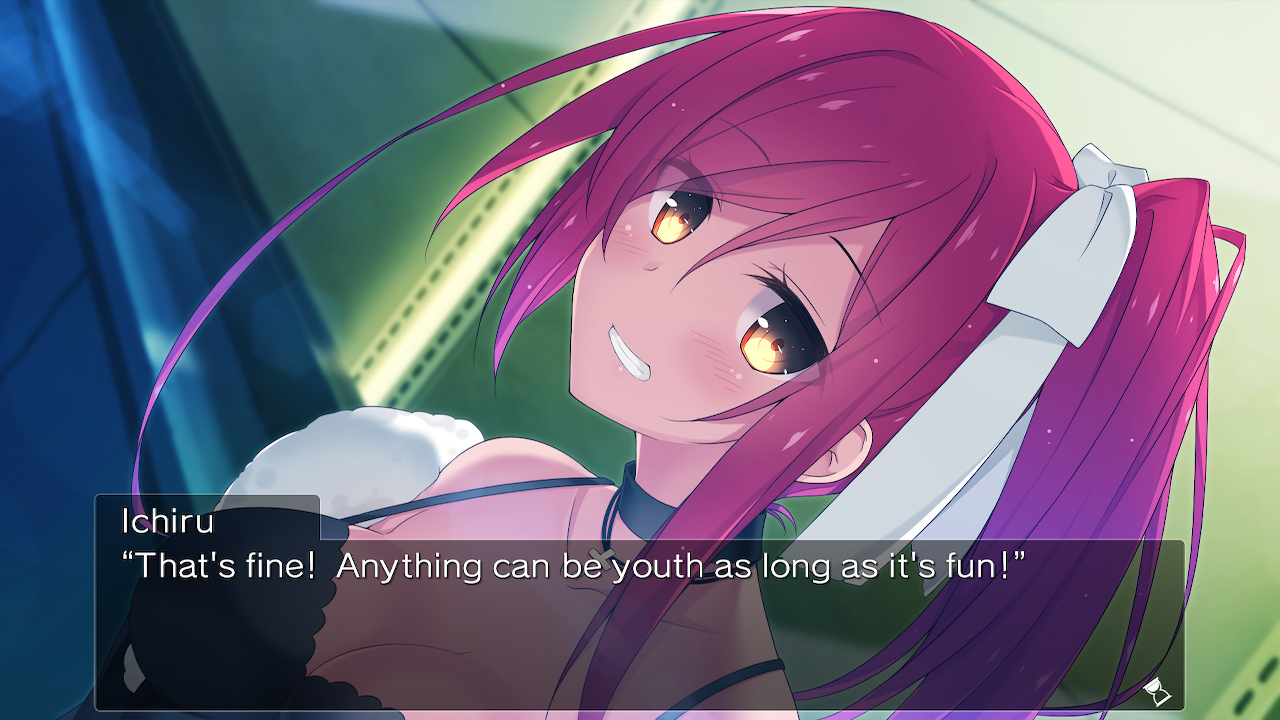 Ichiru
“That's fine! Anything can be youth as long as it's fun!”